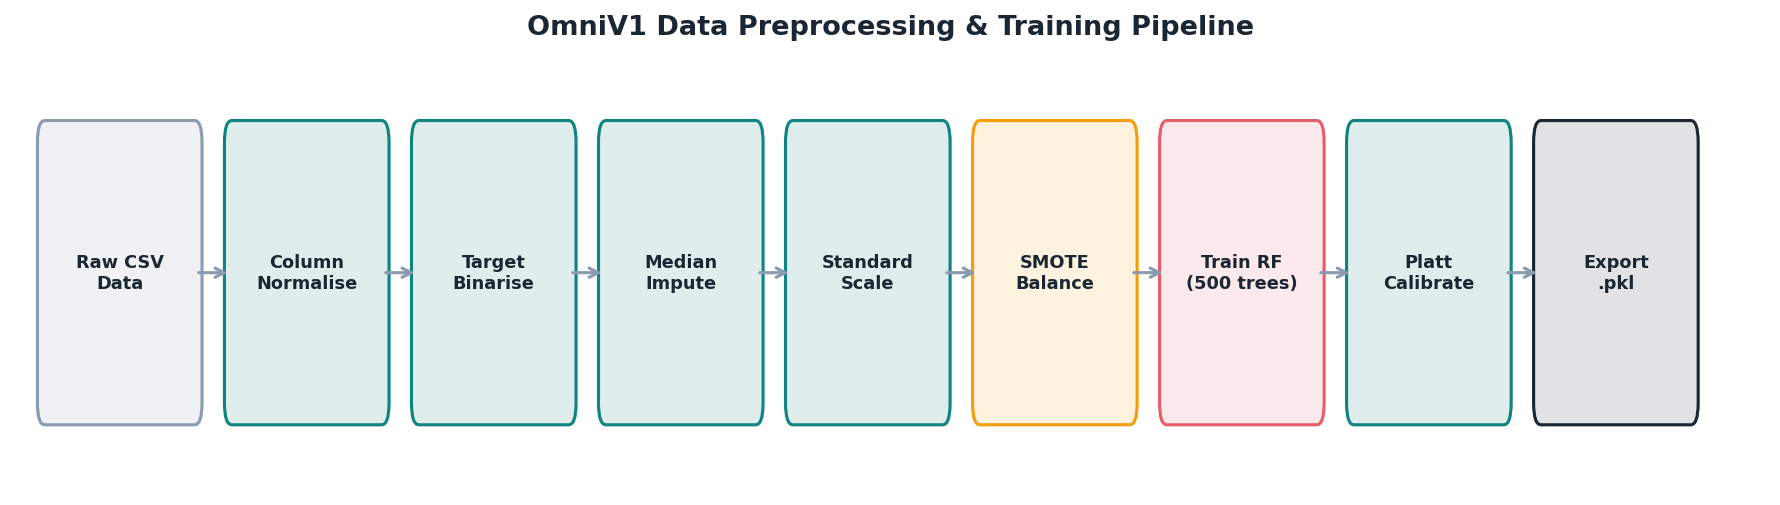 OmniV1 Data Preprocessing & Training Pipeline
Raw CSV
Data
Column
Normalise
Target
Binarise
Median
Impute
Standard
Scale
SMOTE
Balance
Train RF
(500 trees)
Platt
Calibrate
Export
.pkl